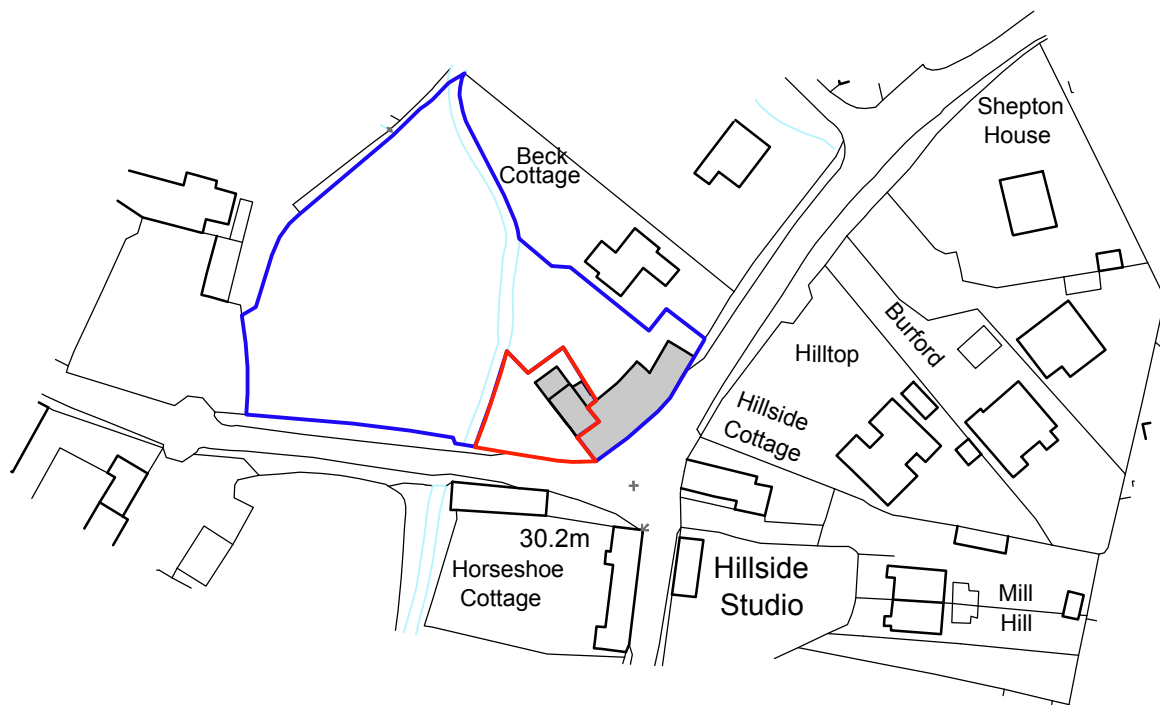 Shepton
House
Beck
Cottage
Burford
Hilltop
Hillside
Cottage
30.2m
Horseshoe
Cottage
Hillside
Studio
Mill
Hill